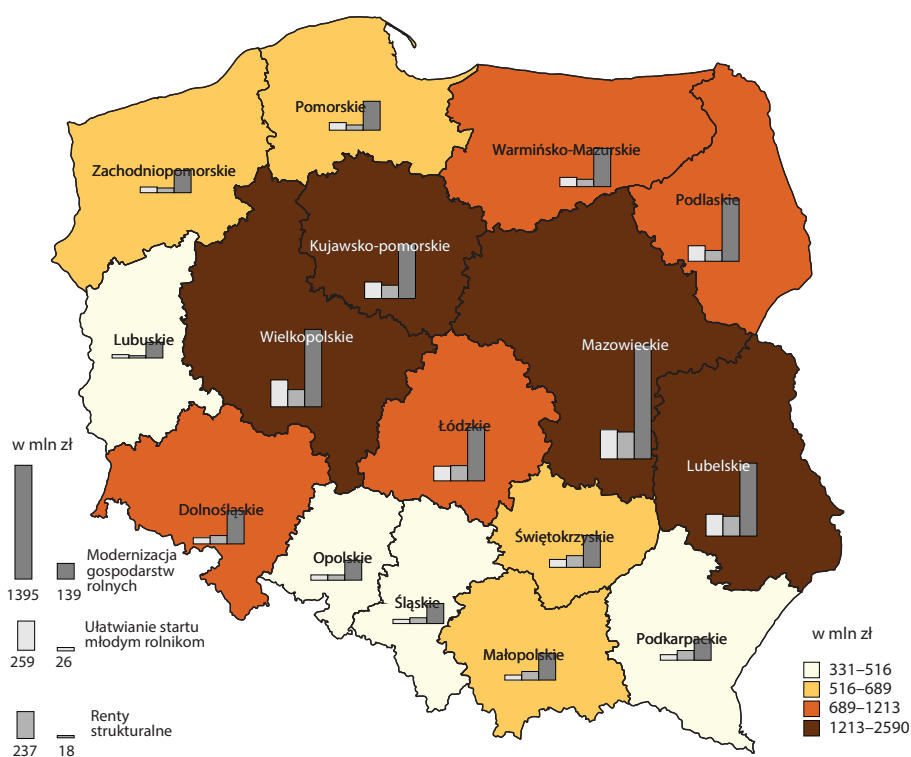 Pomorskie
Warmińsko-Mazurskie
Zachodniopomorskie
Podlaskie
Kujawsko-pomorskie
Lubuskie
Wielkopolskie
Mazowieckie
Łódzkie
Lubelskie
Dolnośląskie
Świętokrzyskie
Opolskie
Śląskie
Podkarpackie
Małopolskie
w mln zł
1395
139
Modernizacja
gospodarstw
rolnych
259
26
Ułatwianie startu
młodym rolnikom
237
18
Renty
strukturalne
w mln zł
331–516
516–689
689–1213
1213–2590